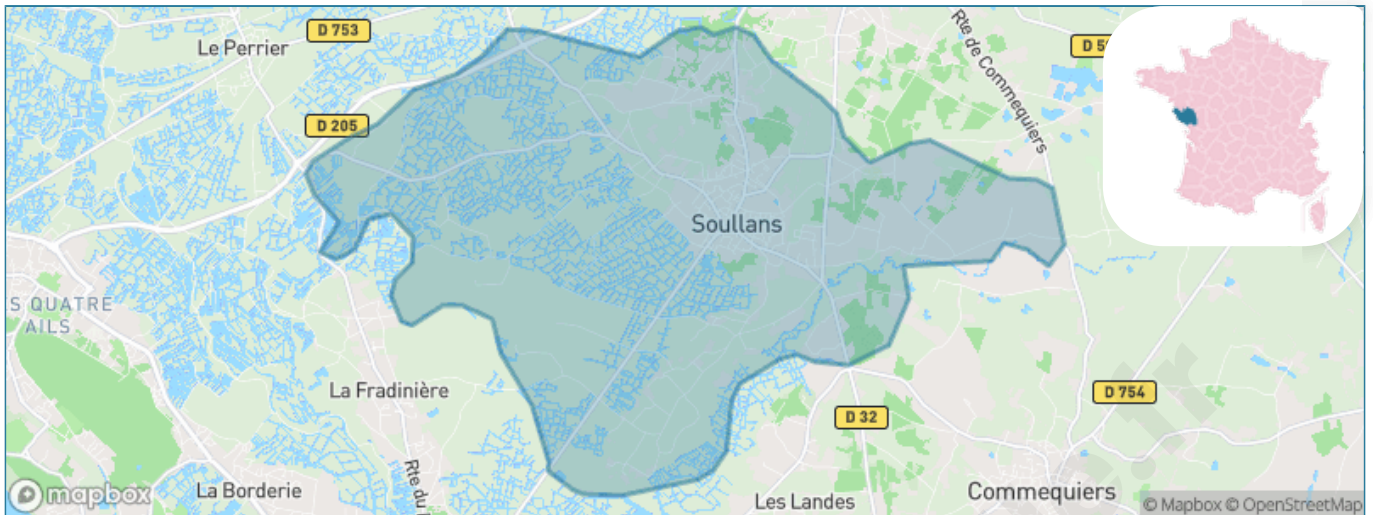 D 753
Le Perrier
D 205
Rte de Commequiers
D 5
Soullans
S QUATRE
AILS
La Fradinière
D 754
D 32
Rte du
La Borderie
Les Landes
Commequiers
mapbox
© Mapbox © OpenStreetMap